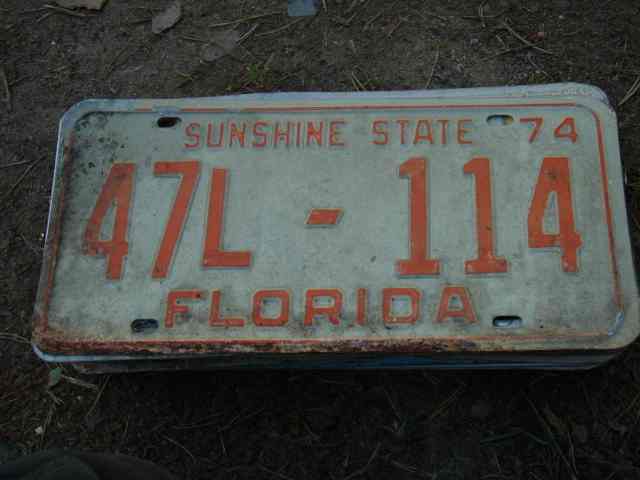 SUNSHINE STATE 74
47L - 114
FLORIDA